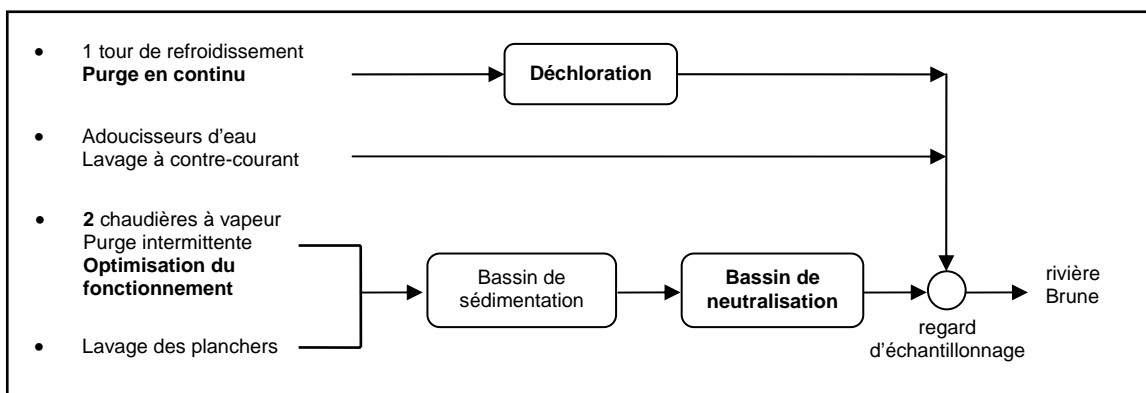 • 1 tour de refroidissement
Purge en continu
Déchloration
• Adoucisseurs d'eau
Lavage à contre-courant
• 2 chaudières à vapeur
Purge intermittente
Optimisation du
fonctionnement
Bassin de
sédimentation
Bassin de
neutralisation
rivière
Brune
regard
d'échantillonnage
• Lavage des planchers